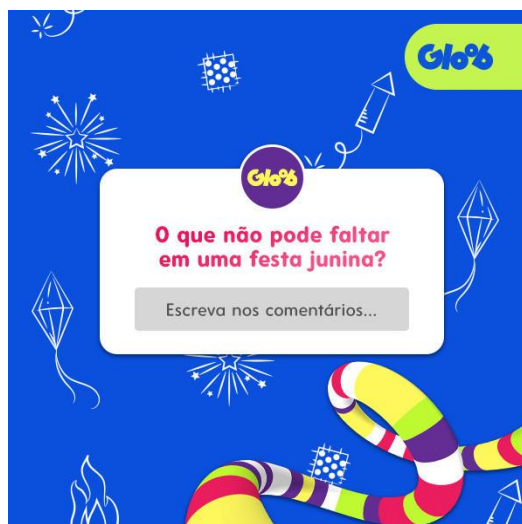 Gloob
Gloob
O que não pode faltar
em uma festa junina?
Escreva nos comentários...